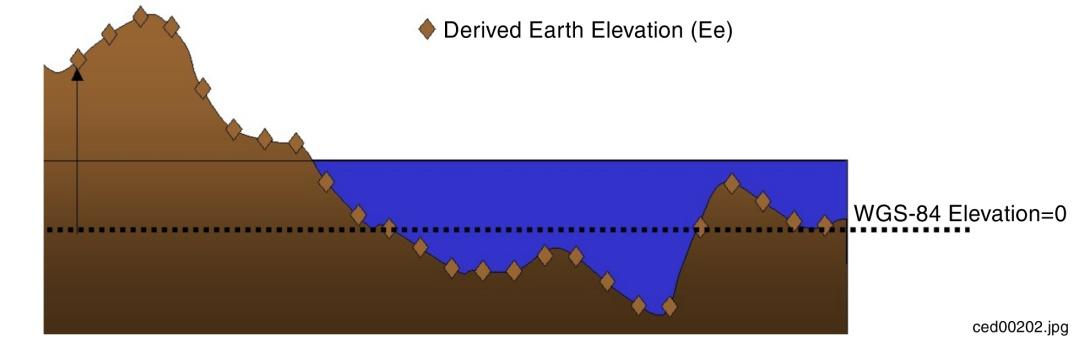 Derived Earth Elevation (Ee)
WGS-84 Elevation=0
ced00202.jpg